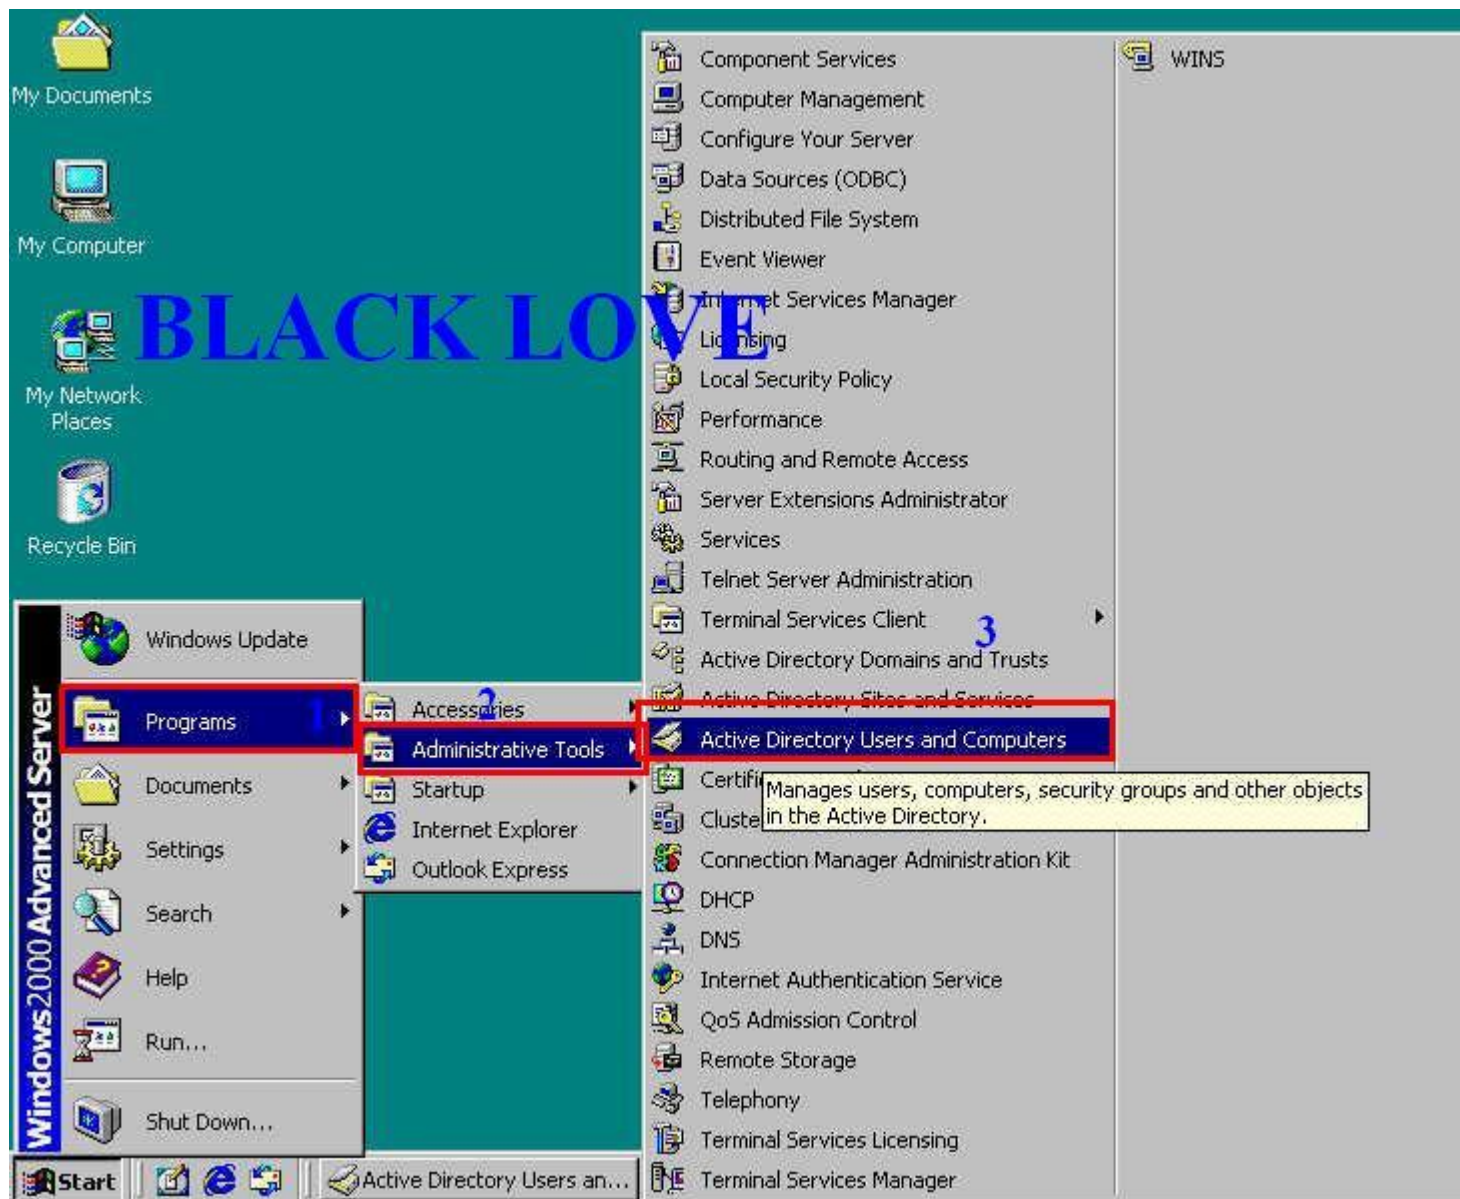 My Documents
My Computer
My Network
Places
Recycle Bin
BLACK LOVE
Windows 2000 Advanced Server
Windows Update
Programs 1
Documents
Settings
Search
Help
Run...
Shut Down...
Accessories
2
Administrative Tools
Startup
Internet Explorer
Outlook Express
Component Services
Computer Management
Configure Your Server
Data Sources (ODBC)
Distributed File System
Event Viewer
Internet Services Manager
Licensing
Local Security Policy
Performance
Routing and Remote Access
Server Extensions Administrator
Services
Telnet Server Administration
Terminal Services Client
3
Active Directory Domains and Trusts
Active Directory Sites and Services
Active Directory Users and Computers
Manages users, computers, security groups and other objects
in the Active Directory.
Connection Manager Administration Kit
DHCP
DNS
Internet Authentication Service
QoS Admission Control
Remote Storage
Telephony
Terminal Services Licensing
Terminal Services Manager
WINS
Start
Active Directory Users an...